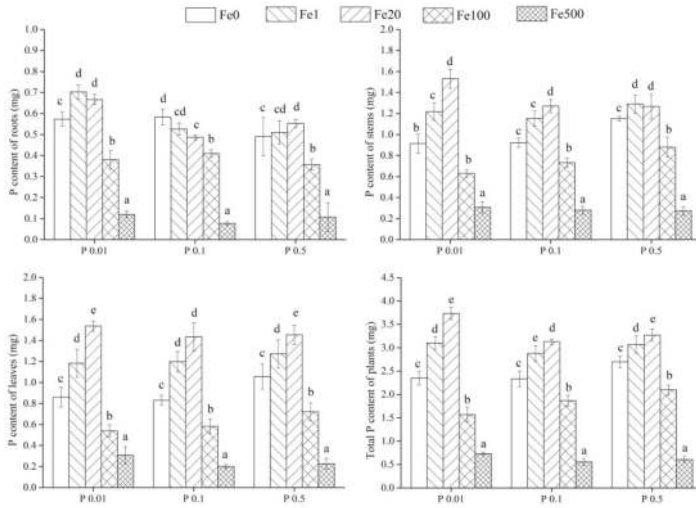 Fe0 Fe1 Fe20 Fe100 Fe500
P content of roots (mg)
0.0 0.1 0.2 0.3 0.4 0.5 0.6 0.7 0.8 0.9 1.0
c d d b a
d cd c b a
c cd d b a
P 0.01 P 0.1 P 0.5
P content of stems (mg)
0.0 0.2 0.4 0.6 0.8 1.0 1.2 1.4 1.6 1.8 2.0
b c d b a
c d d b a
c d d b a
P 0.01 P 0.1 P 0.5
P content of leaves (mg)
0.0 0.2 0.4 0.6 0.8 1.0 1.2 1.4 1.6 1.8 2.0
c d e b a
c d d b a
c d e b a
P 0.01 P 0.1 P 0.5
Total P content of plants (mg)
0.0 0.5 1.0 1.5 2.0 2.5 3.0 3.5 4.0 4.5
c d e b a
c e d b a
c d e b a
P 0.01 P 0.1 P 0.5